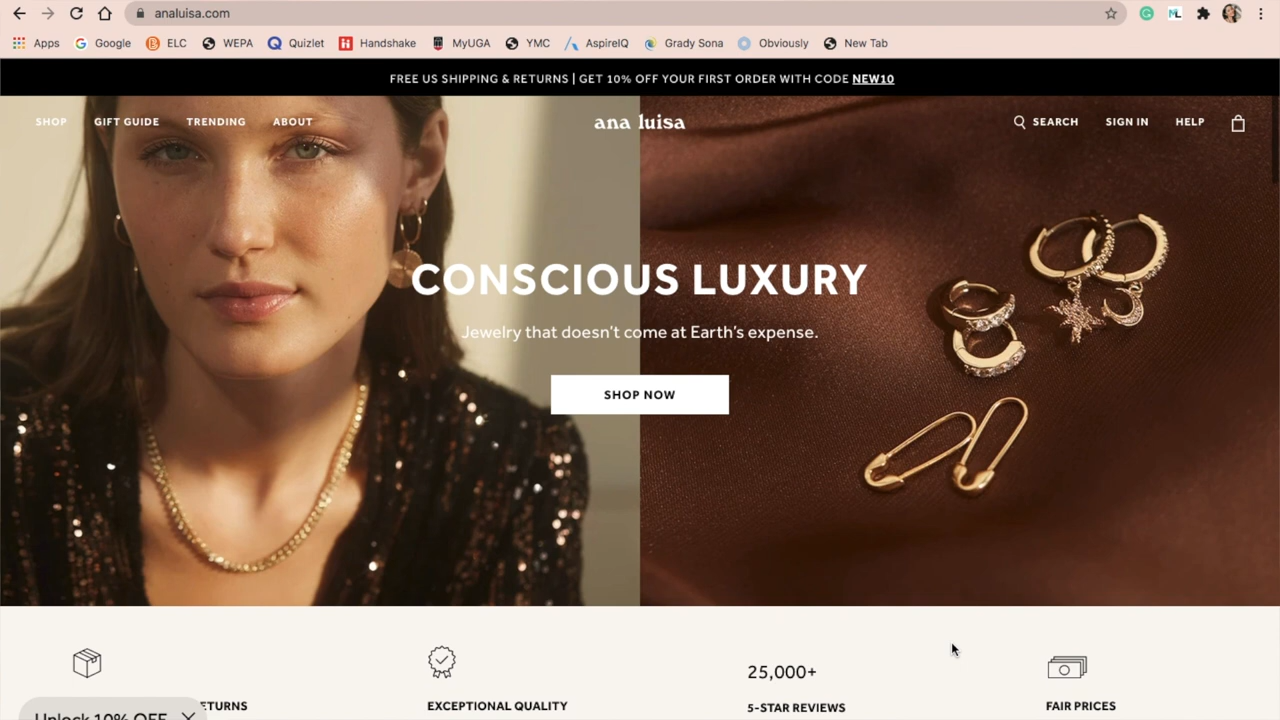 analuisa.com
Apps Google ELC WEPA Quizlet Handshake MyUGA YMC AspireIQ Grady Sona Obviously New Tab
FREE US SHIPPING & RETURNS | GET 10% OFF YOUR FIRST ORDER WITH CODE NEW10
SHOP GIFT GUIDE TRENDING ABOUT ana luisa SEARCH SIGN IN HELP
CONSCIOUS LUXURY
Jewelry that doesn't come at Earth's expense.
SHOP NOW
25,000+
EXCEPTIONAL QUALITY 5-STAR REVIEWS FAIR PRICES
Unlock 10% OFF